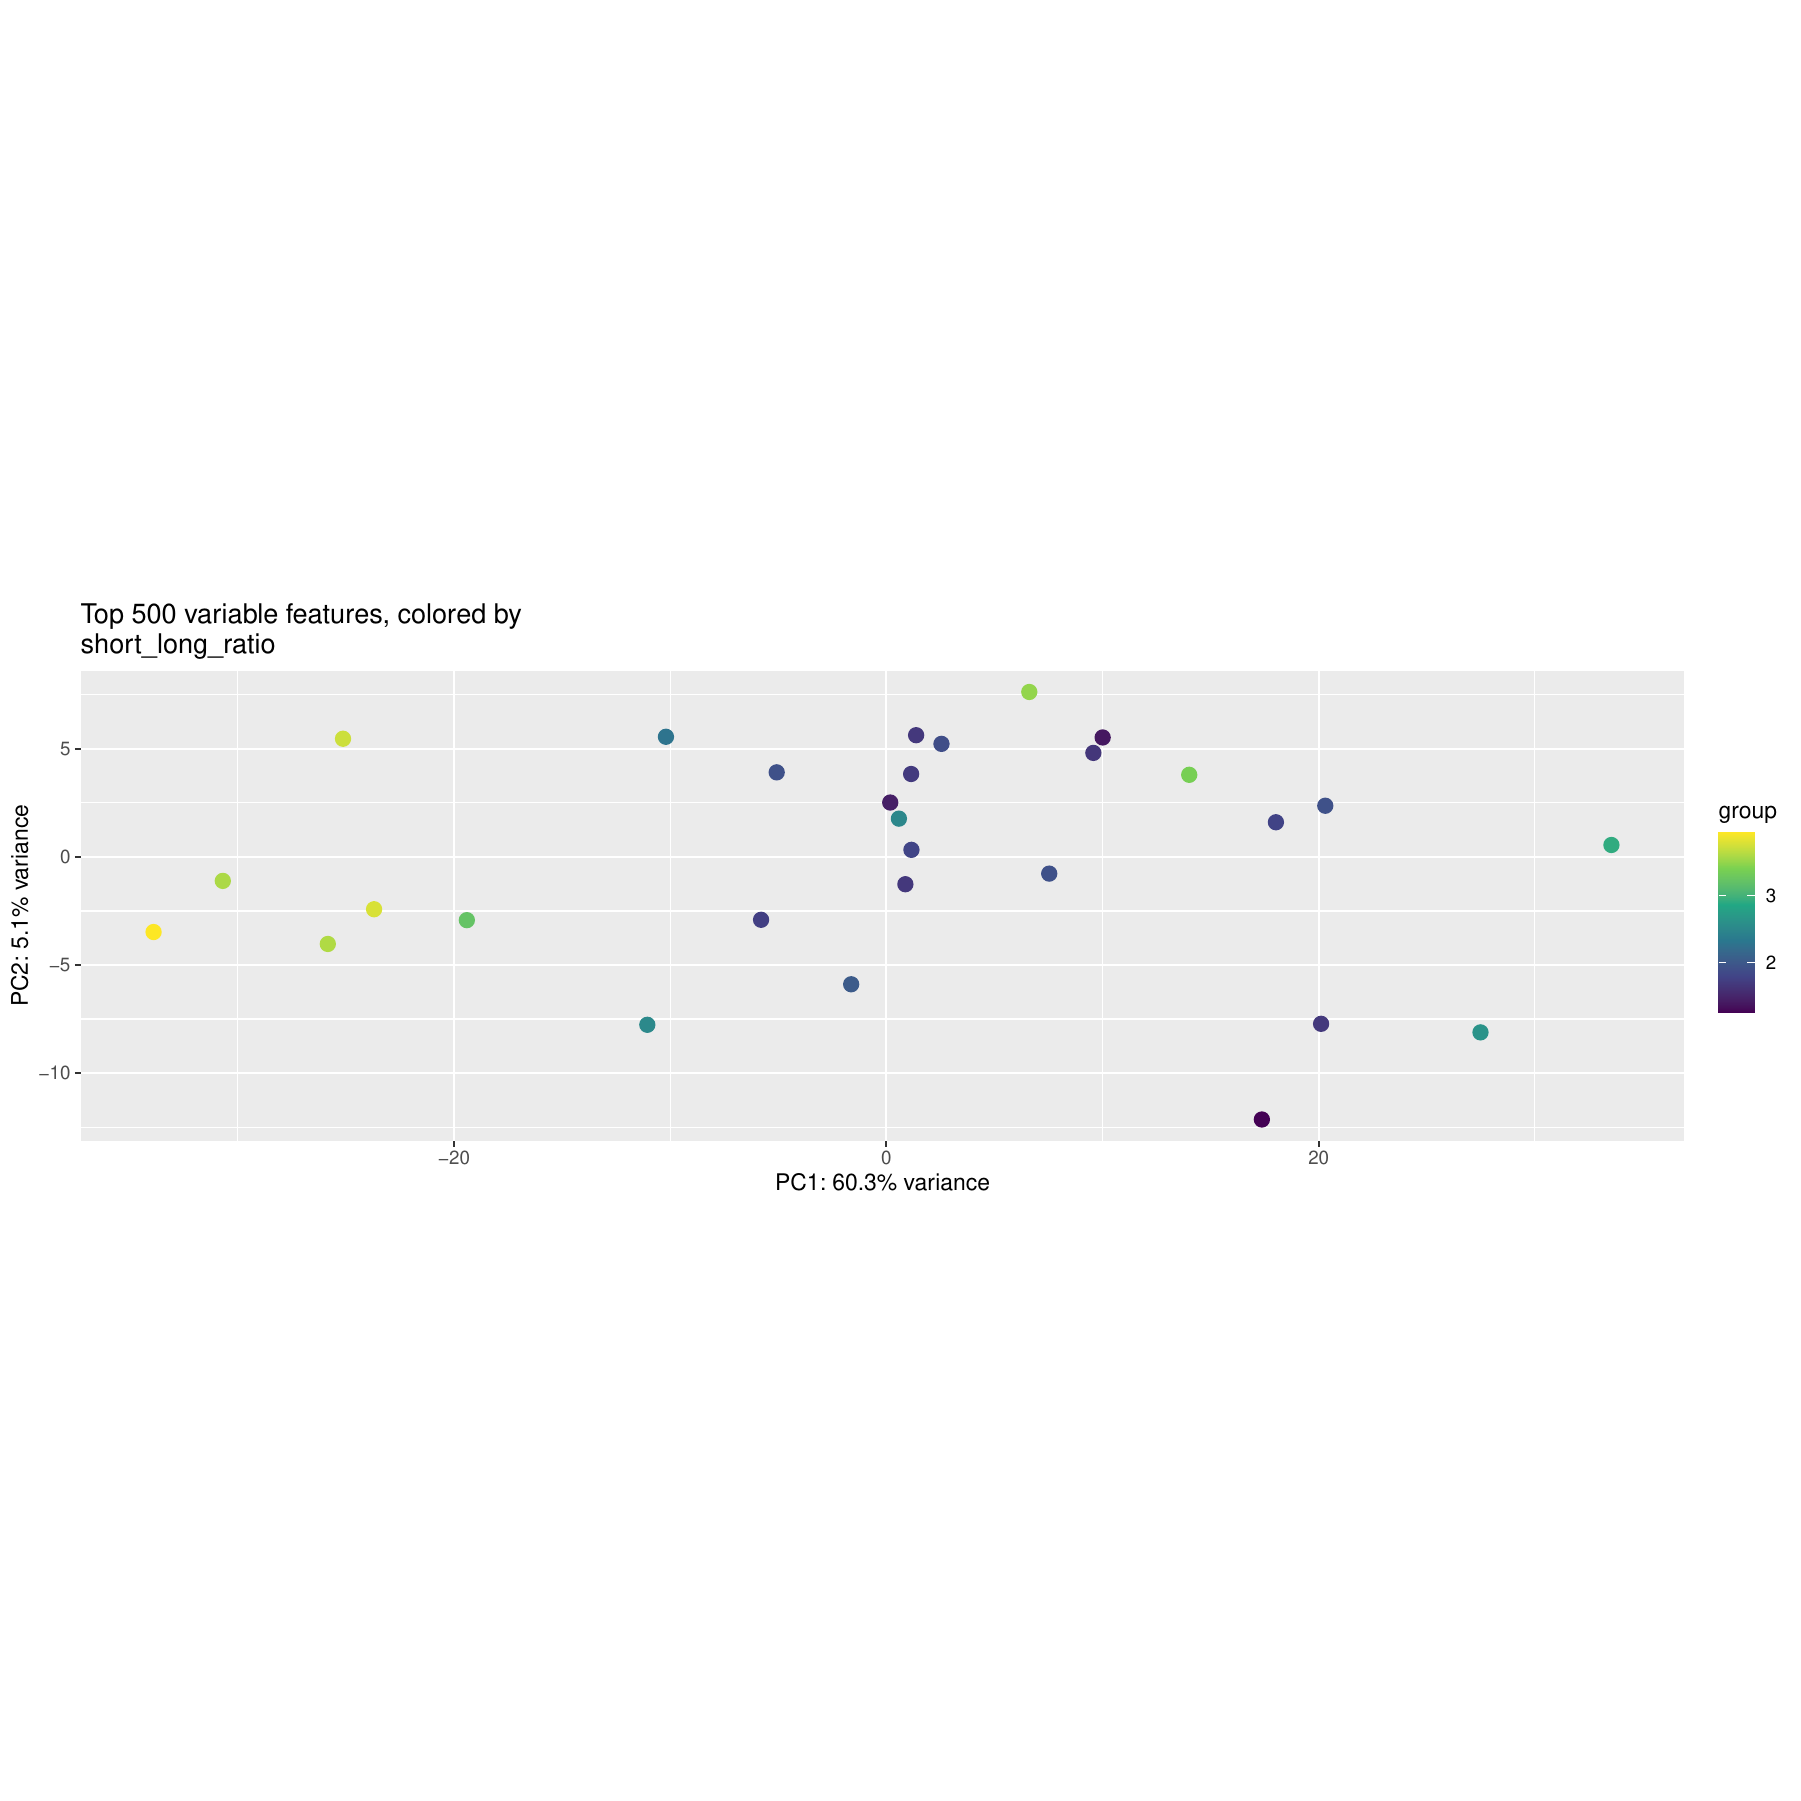 Top 500 variable features, colored by
short_long_ratio
PC2: 5.1% variance
5
0
−5
−10
−20
0
20
PC1: 60.3% variance
group
3
2